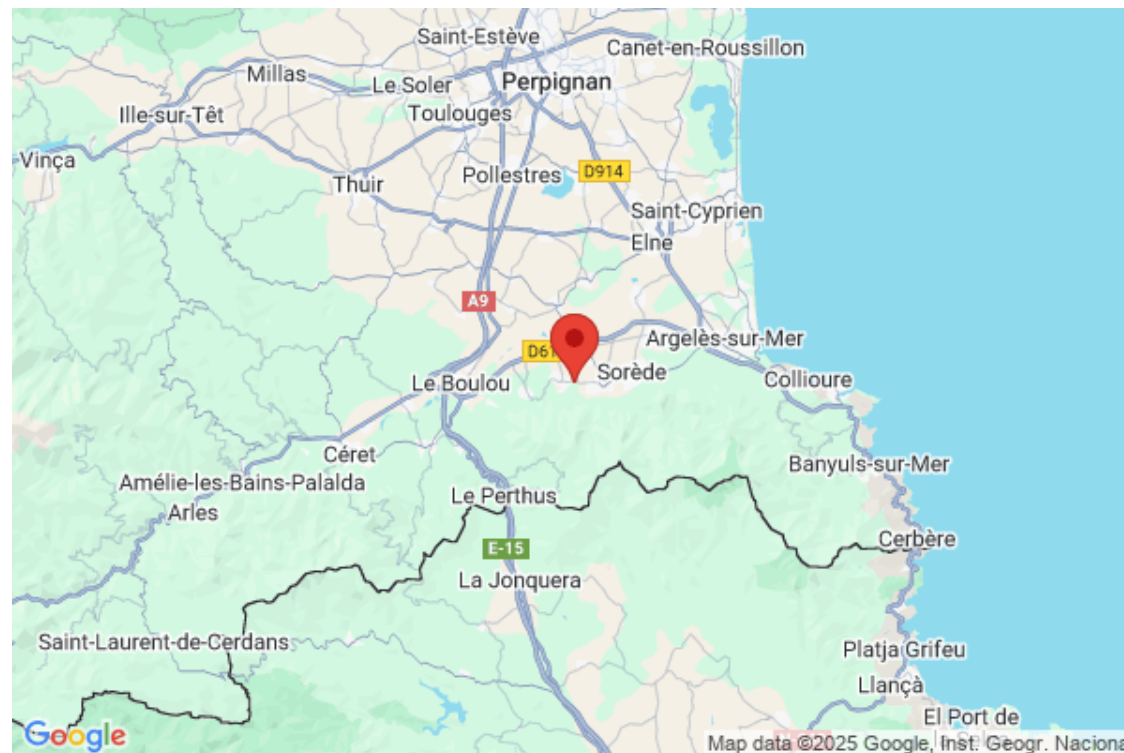 Saint-Estève
Canet-en-Roussillon
Millas
Le Soler
Perpignan
Ille-sur-Têt
Toulouges
Vinça
Thuir
Pollestres
D914
Saint-Cyprien
Elne
A9
Argelès-sur-Mer
D61
Sorède
Le Boulou
Collioure
Céret
Banyuls-sur-Mer
Amélie-les-Bains-Palalda
Le Perthus
Arles
Cerbère
E-15
La Jonquera
Saint-Laurent-de-Cerdans
Platja Grifeu
Llançà
El Port de
Google
Map data ©2025 Google, Inst. Geogr. Naciona